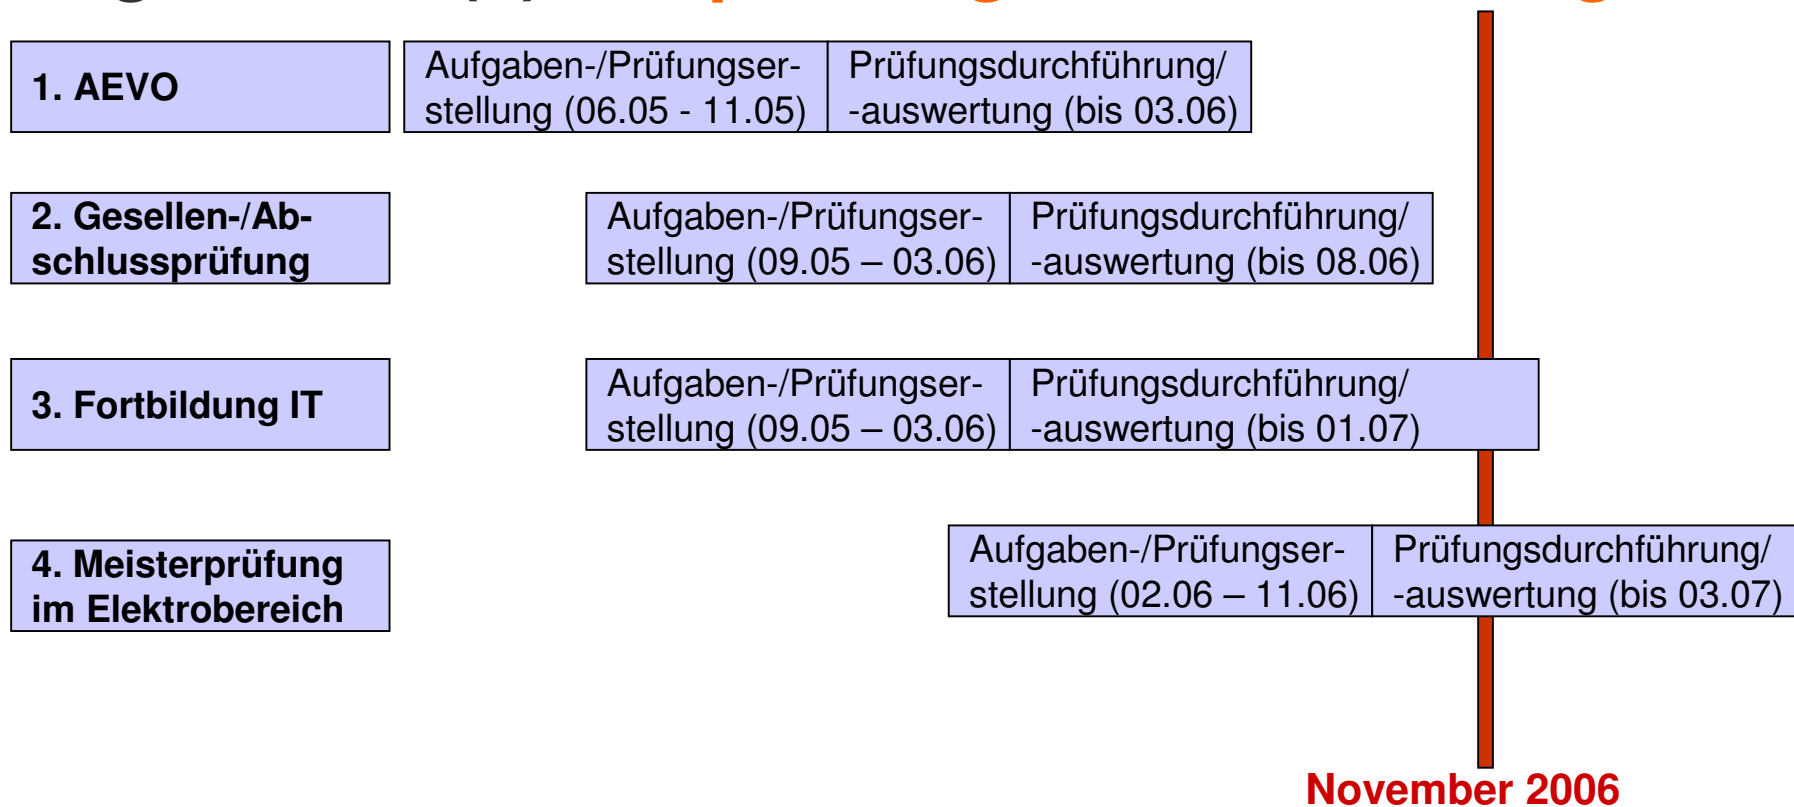 1. AEVO
Aufgaben-/Prüfungser-
stellung (06.05 - 11.05)
Prüfungsdurchführung/
-auswertung (bis 03.06)
2. Gesellen-/Ab-
schlussprüfung
Aufgaben-/Prüfungser-
stellung (09.05 – 03.06)
Prüfungsdurchführung/
-auswertung (bis 08.06)
3. Fortbildung IT
Aufgaben-/Prüfungser-
stellung (09.05 – 03.06)
Prüfungsdurchführung/
-auswertung (bis 01.07)
4. Meisterprüfung
im Elektrobereich
Aufgaben-/Prüfungser-
stellung (02.06 – 11.06)
Prüfungsdurchführung/
-auswertung (bis 03.07)
November 2006